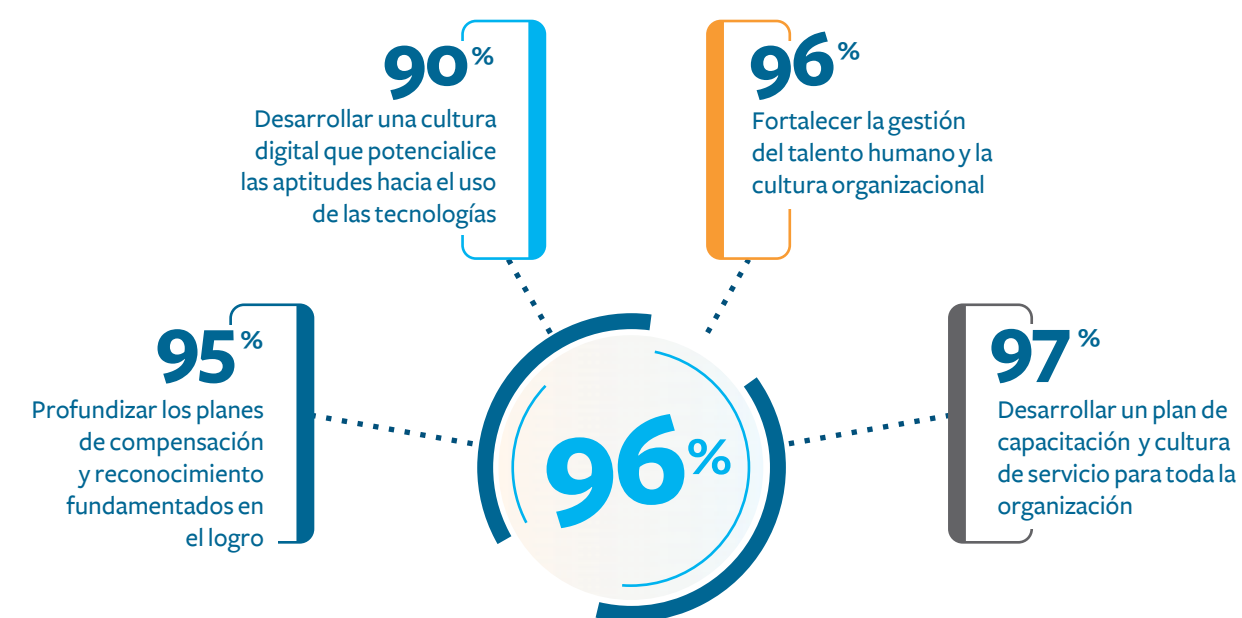 90%
Desarrollar una cultura
digital que potencialice
las aptitudes hacia el uso
de las tecnologías
96%
Fortalecer la gestión
del talento humano y la
cultura organizacional
95%
Profundizar los planes
de compensación
y reconocimiento
fundamentados en
el logro
96%
97%
Desarrollar un plan de
capacitación y cultura
de servicio para toda la
organización